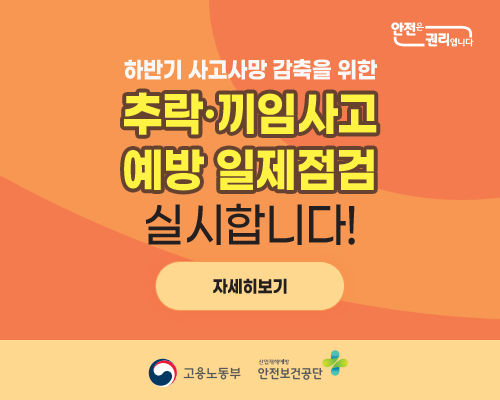 안전은
권리입니다
하반기 사고사망 감축을 위한
추락·끼임사고
예방 일제점검
실시합니다!
자세히보기
고용노동부
산업재해예방
안전보건공단